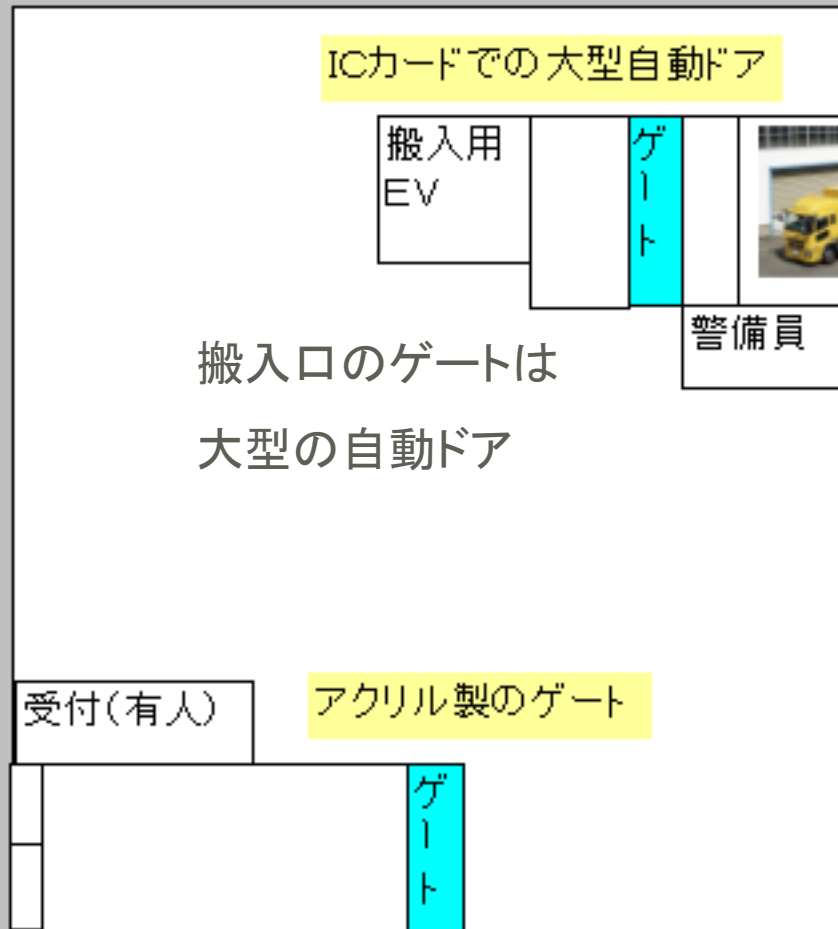 ICカードでの大型自動ドア
搬入用
EV
ゲート
警備員
搬入口のゲートは
大型の自動ドア
受付(有人)
アクリル製のゲート
ゲート